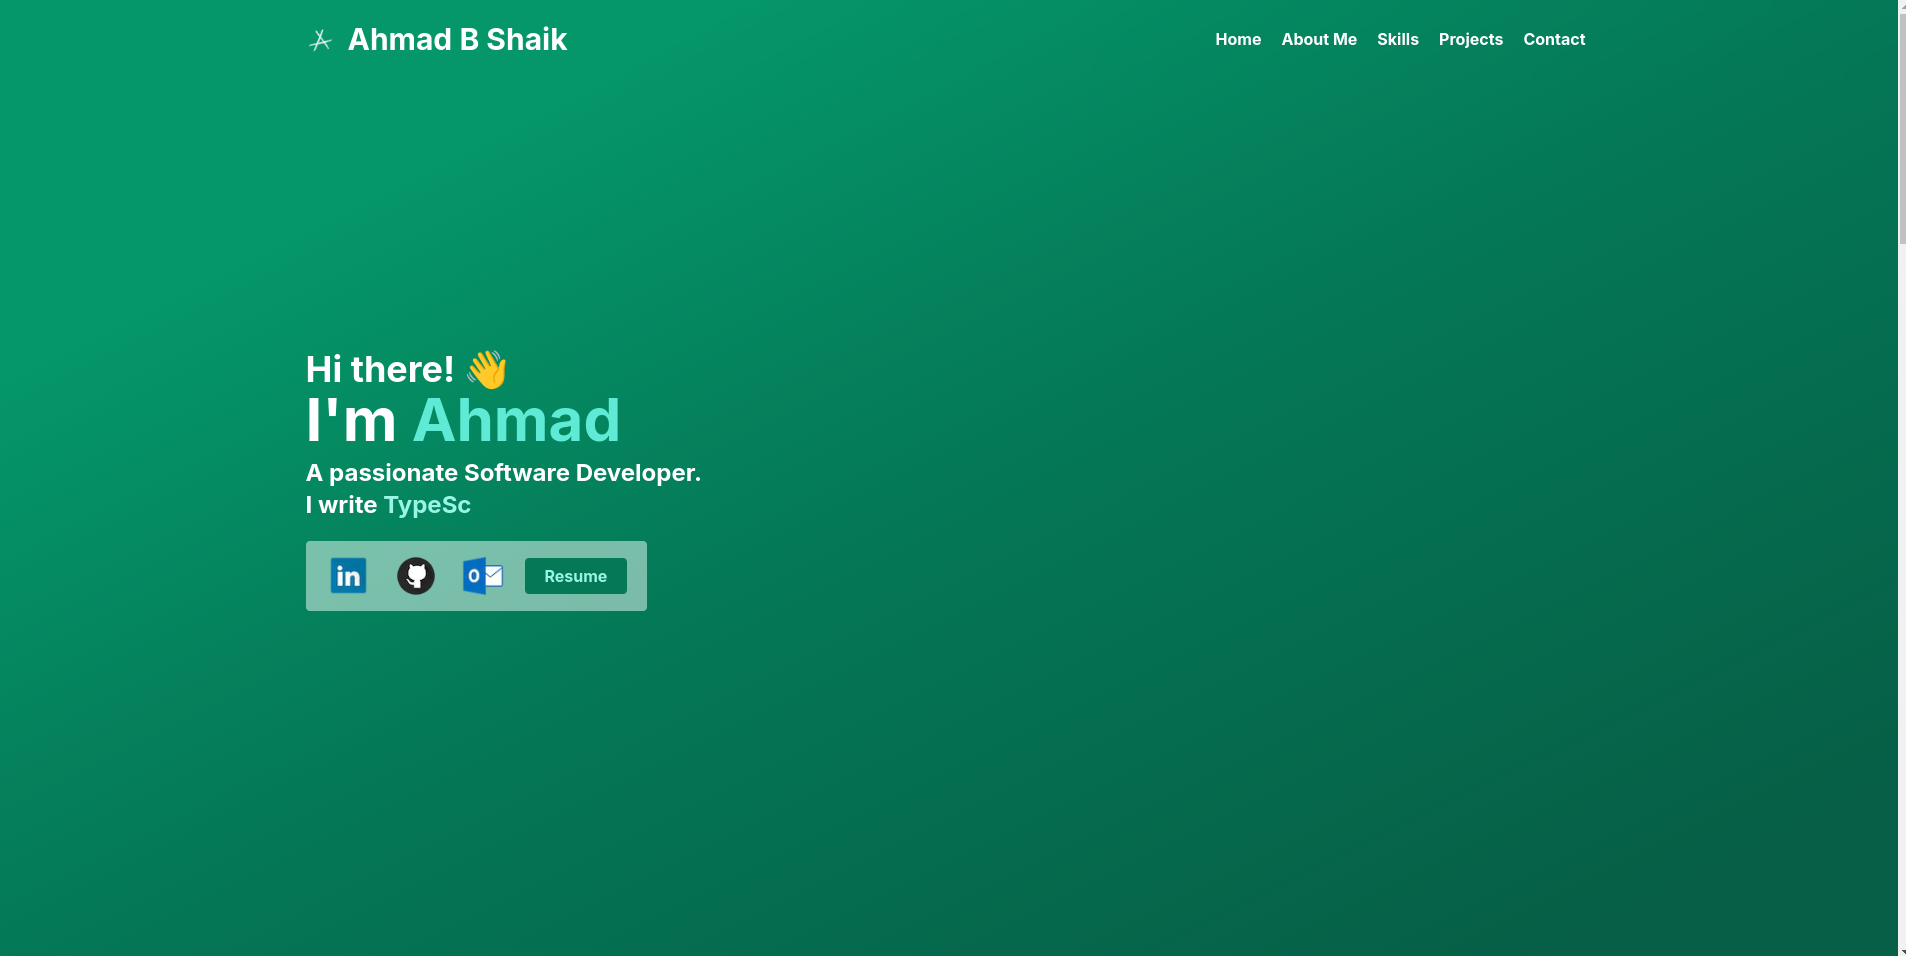 Ahmad B Shaik
Home About Me Skills Projects Contact
Hi there! 👋
I'm Ahmad
A passionate Software Developer.
I write TypeSc
in
Resume